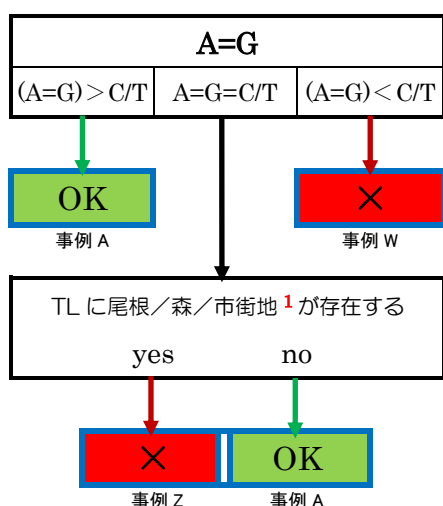 A=G
(A=G)>C/T A=G=C/T (A=G)<C/T
OK ×
事例 A 事例 W
TL に尾根／森／市街地 1 が存在する
yes no
× OK
事例 Z 事例 A